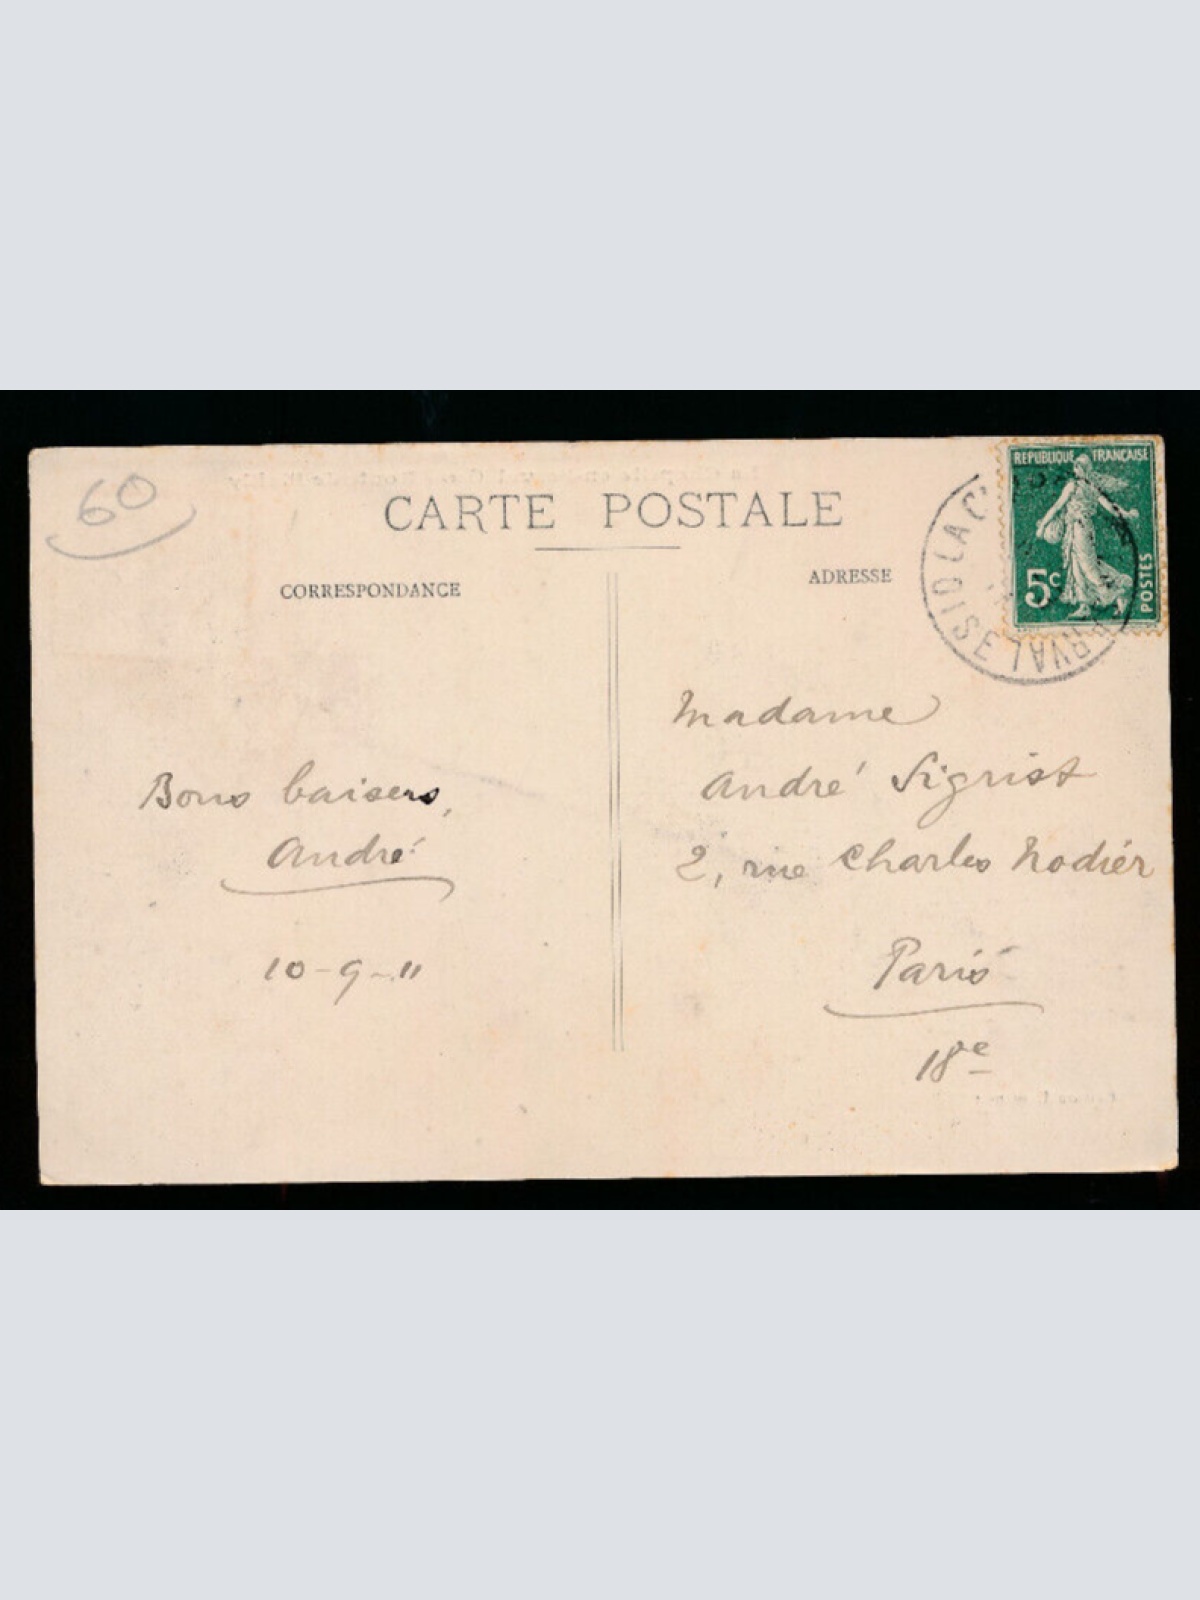 60
CARTE POSTALE
CORRESPONDANCE
ADRESSE
REPUBLIQUE FRANÇAISE
5c
POSTES
Madame
André Sigrist
2, rue Charles Nodier
Paris
18e
Bons baisers,
André
10-9-11